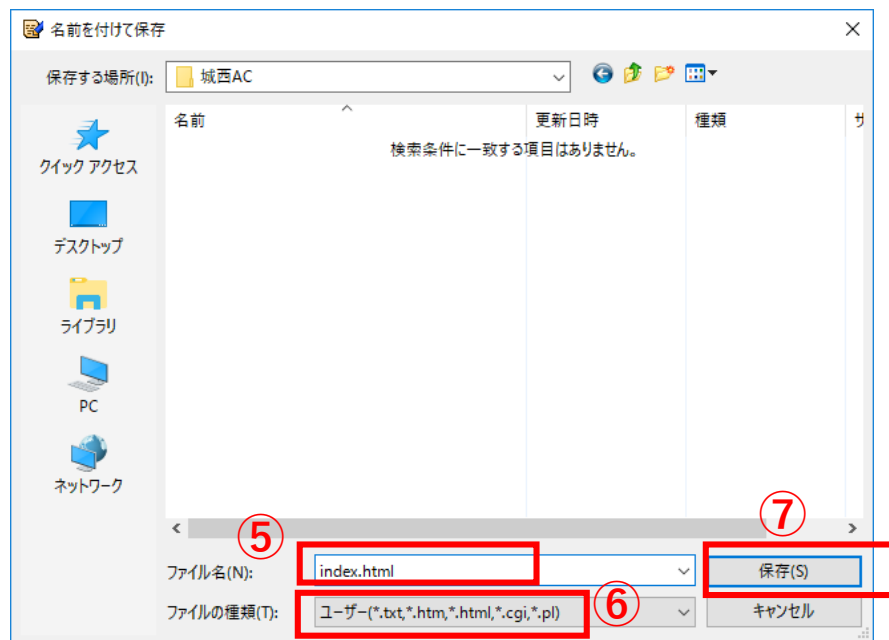 名前を付けて保存
保存する場所(I): 城西AC
名前 更新日時 種類 サ
検索条件に一致する項目はありません。
クイック アクセス
デスクトップ
ライブラリ
PC
ネットワーク
⑤ ⑦
ファイル名(N): index.html 保存(S)
ファイルの種類(T): ユーザー(*.txt,*.htm,*.html,*.cgi,*.pl) ⑥ キャンセル